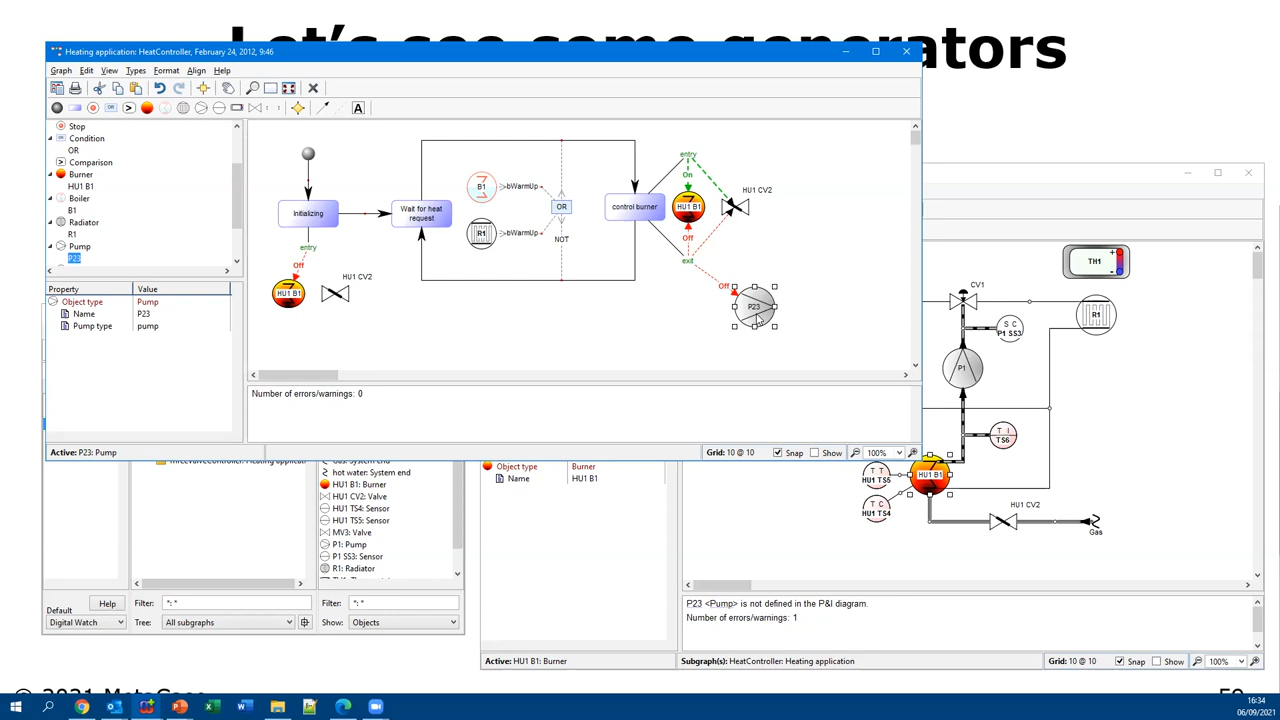 Let's see some generators
Heating application: HeatController, February 24, 2012, 9:46
Graph Edit View Types Format Align Help
OR
A
Stop
Condition
OR
Comparison
Burner
HU1 B1
Boiler
B1
Radiator
R1
Pump
P23
Property Value
Object type Pump
Name P23
Pump type pump
Initializing
entry
Off
HU1 B1
HU1 CV2
Wait for heat
request
B1
bWarmUp
R1
bWarmUp
OR
NOT
control burner
entry
On
HU1 B1
HU1 CV2
Off
exit
Off
P23
Number of errors/warnings: 0
Active: P23: Pump
Grid: 10 @ 10
Snap
Show
100%
TH1
CV1
S C
P1 SS3
R1
P1
T I
TS6
T T
HU1 TS5
HU1 B1
T T
HU1 TS4
HU1 CV2
Gas
ThreeValveController: Heating applicati
Gas: System end
hot water: System end
HU1 B1: Burner
HU1 CV2: Valve
HU1 TS4: Sensor
HU1 TS5: Sensor
MV3: Valve
P1: Pump
P1 SS3: Sensor
R1: Radiator
Object type Burner
Name HU1 B1
Default
Help
Filter: *: *
Filter: *: *
Digital Watch
Tree: All subgraphs
Show: Objects
P23 <Pump> is not defined in the P&I diagram.
Number of errors/warnings: 1
Active: HU1 B1: Burner
Subgraph(s): HeatController: Heating application
Grid: 10 @ 10
Snap
Show
100%
© 2021 MetaCase
16:34
06/09/2021